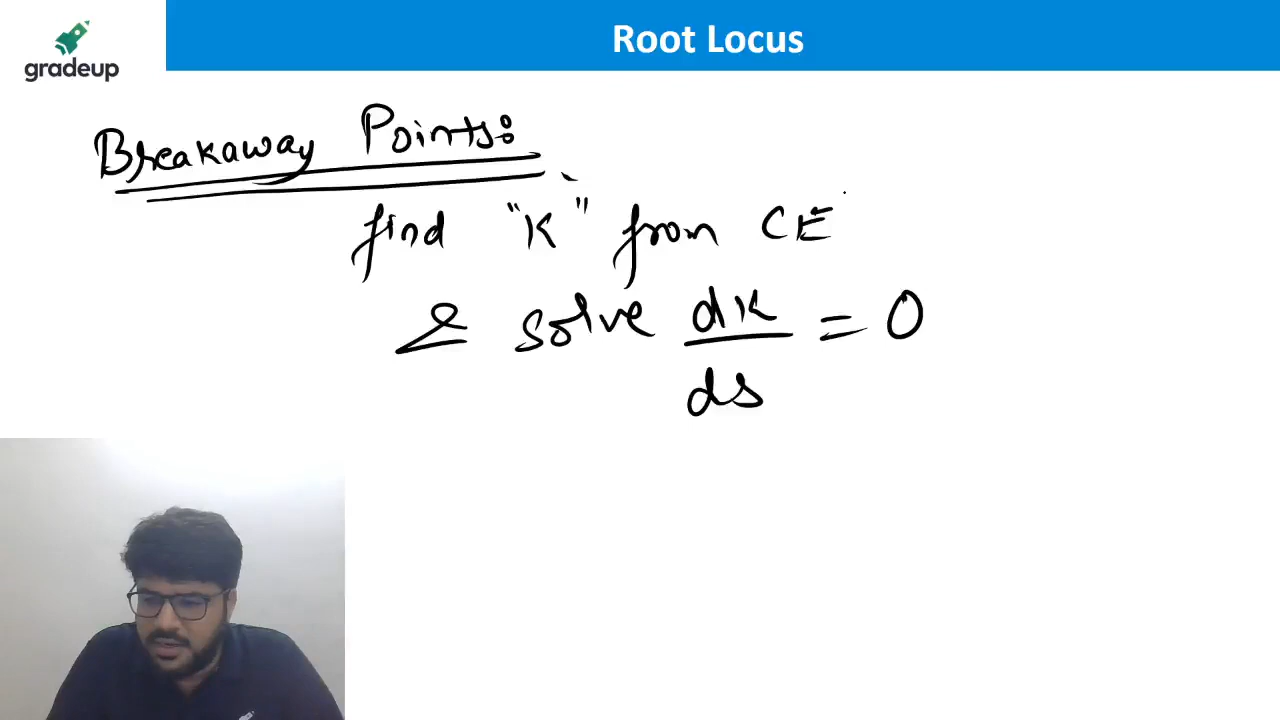 Root Locus
gradeup
Breakaway Points:
find "K" from CE
& solve dK/ds = 0